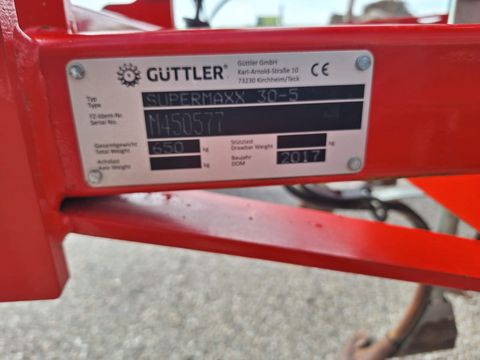 GÜTTLER
Güttler GmbH
Karl-Arnold-Straße 10
73230 Kirchheim/Teck
CE
Typ
Type
SUPERMAXX 30-5
FZ-Ident-Nr.
Serial No.
M450577
Gesamtgewicht
Total Weight
650 kg
Stützlast
Drawbar Weight
kg
Achslast
Axle Weight
kg
Baujahr
DOM
2017